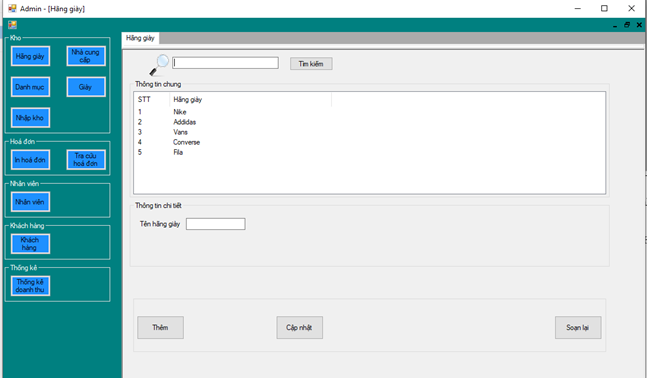 Admin - [Hãng giày]
Kho
Hãng giày
Nhà cung
cấp
Danh mục
Giày
Nhập kho
Hoá đơn
In hoá đơn
Tra cứu
hoá đơn
Nhân viên
Nhân viên
Khách hàng
Khách
hàng
Thống kê
Thống kê
doanh thu
Hãng giày
Tìm kiếm
Thông tin chung
STT Hãng giày
1 Nike
2 Addidas
3 Vans
4 Converse
5 Fila
Thông tin chi tiết
Tên hãng giày
Thêm
Cập nhật
Soạn lại